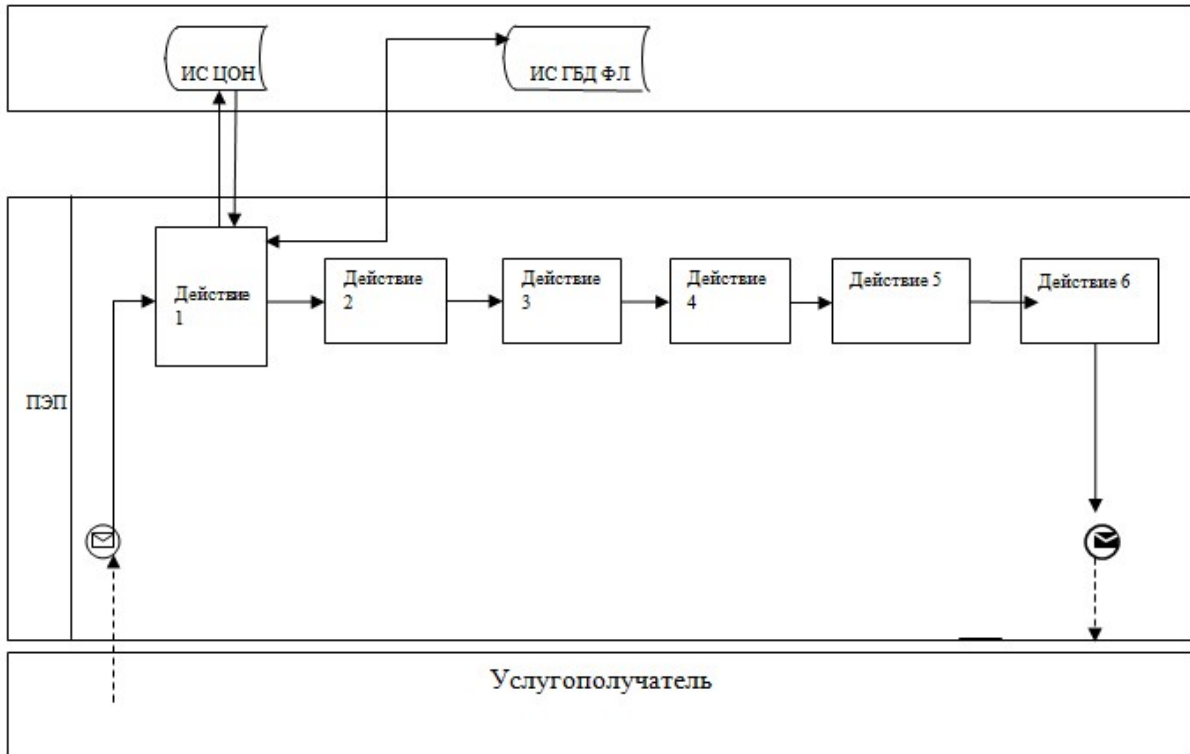 ИС ЦОН
ИС ГБД ФЛ
Действие
1
Действие
2
Действие
3
Действие
4
Действие 5
Действие 6
ПЭП
Услугополучатель